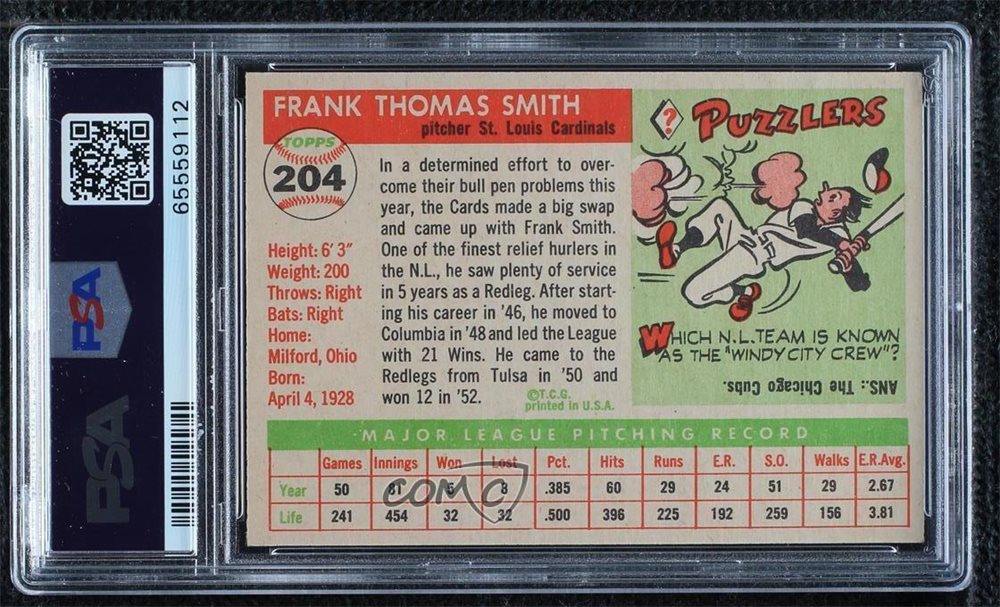 PSA
PSA
65559112
FRANK THOMAS SMITH
pitcher St. Louis Cardinals
TOPPS
204
Height: 6' 3"
Weight: 200
Throws: Right
Bats: Right
Home:
Milford, Ohio
Born:
April 4, 1928
In a determined effort to over-
come their bull pen problems this
year, the Cards made a big swap
and came up with Frank Smith.
One of the finest relief hurlers in
the N.L., he saw plenty of service
in 5 years as a Redleg. After start-
ing his career in '46, he moved to
Columbia in '48 and led the League
with 21 Wins. He came to the
Redlegs from Tulsa in '50 and
won 12 in '52.
©T.C.G.
printed in U.S.A.
? PUZZLERS
WHICH N.L. TEAM IS KNOWN
AS THE "WINDY CITY CREW"?
ANS.: The Chicago Cubs.
MAJOR LEAGUE PITCHING RECORD
Games Innings Won Lost Pct. Hits Runs E.R. S.O. Walks E.R.Avg.
Year 50 81 5 8 .385 60 29 24 51 29 2.67
Life 241 454 32 32 .500 396 225 192 259 156 3.81
COMC